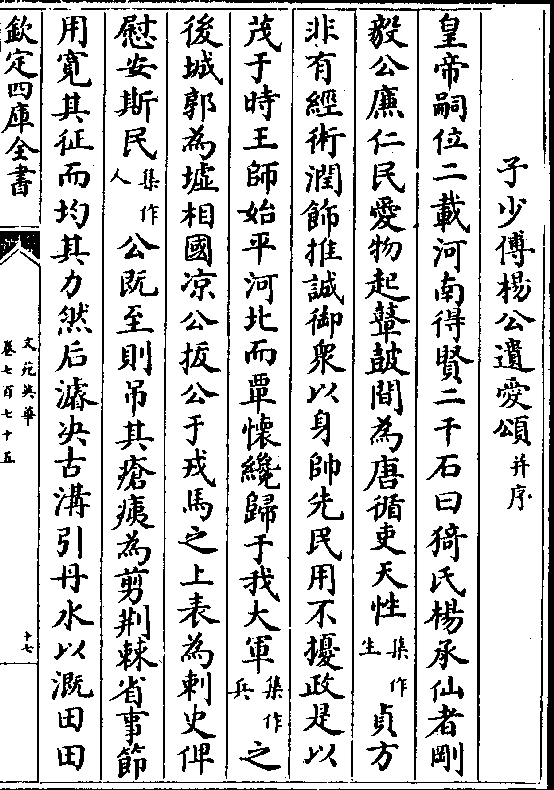 子少傅楊公遺愛頌并序
皇帝嗣位二載河南得賢二千石曰猗氏楊承仙者剛
毅公廉仁民愛物起鼙鼓間為唐循吏天性集作生貞方
非有經術潤飾推誠御衆以身帥先民用不擾政是以
茂于時王師始平河北而覃懷纔歸于我大軍集作兵之
後城郭為墟相國凉公拔公于戎馬之上表為刺史俾
慰安斯民集作人公既至則吊其瘡痍為剪荆棘省事節
用寛其征而均其力然后濬决古溝引丹水以溉田田
欽定四庫全書
文苑英華
卷七百七十五
十七